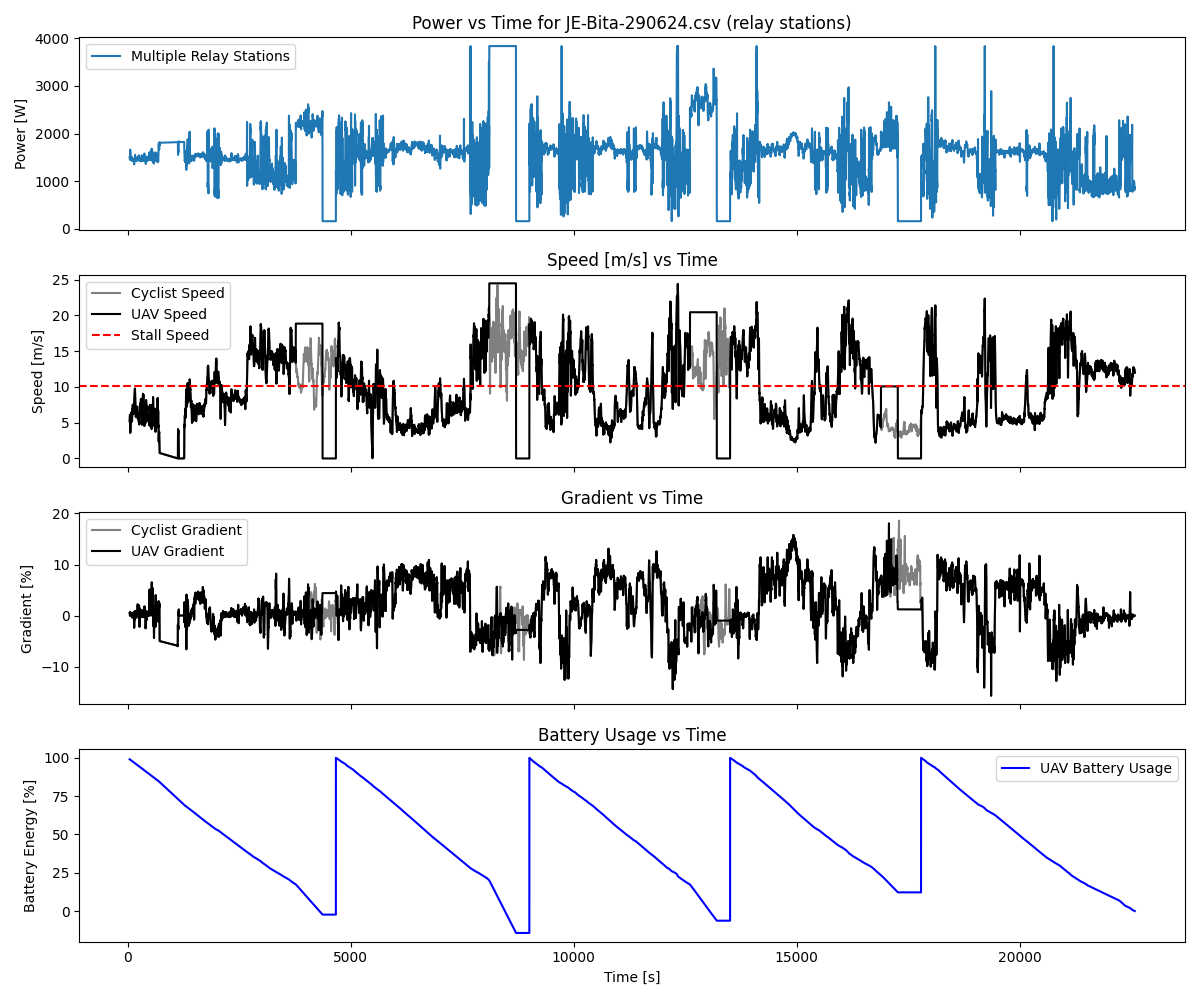 Power vs Time for JE-Bita-290624.csv (relay stations)
4000
3000
2000
1000
0
Power [W]
Multiple Relay Stations
Speed [m/s] vs Time
25
20
15
10
5
0
Speed [m/s]
Cyclist Speed
UAV Speed
Stall Speed
Gradient vs Time
20
10
0
−10
Gradient [%]
Cyclist Gradient
UAV Gradient
Battery Usage vs Time
100
75
50
25
0
Battery Energy [%]
UAV Battery Usage
0 5000 10000 15000 20000
Time [s]